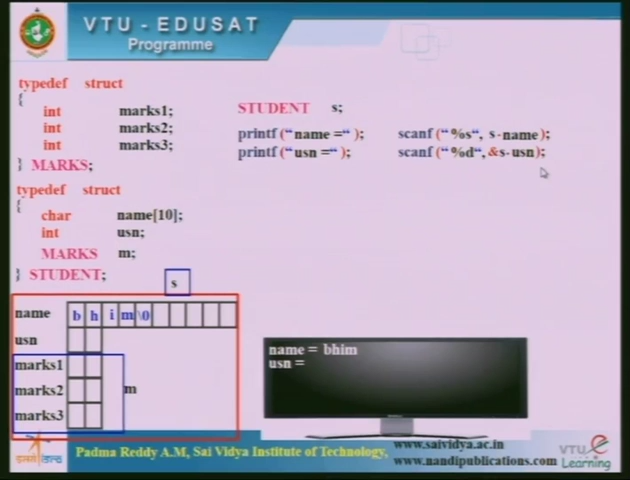 VTU - EDUSAT
Programme
typedef struct
{
int marks1;
int marks2;
int marks3;
} MARKS;
typedef struct
{
char name[10];
int usn;
MARKS m;
} STUDENT;
STUDENT s;
printf ("name =" ); scanf ("%s", s-name);
printf ("usn =" ); scanf ("%d", &s-usn);
s
name b h i m \0
usn
marks1
marks2 m
marks3
name = bhim
usn =
Padma Reddy A.M, Sai Vidya Institute of Technology,
www.saividya.ac.in
www.nandipublications.com
VTU e
Learning